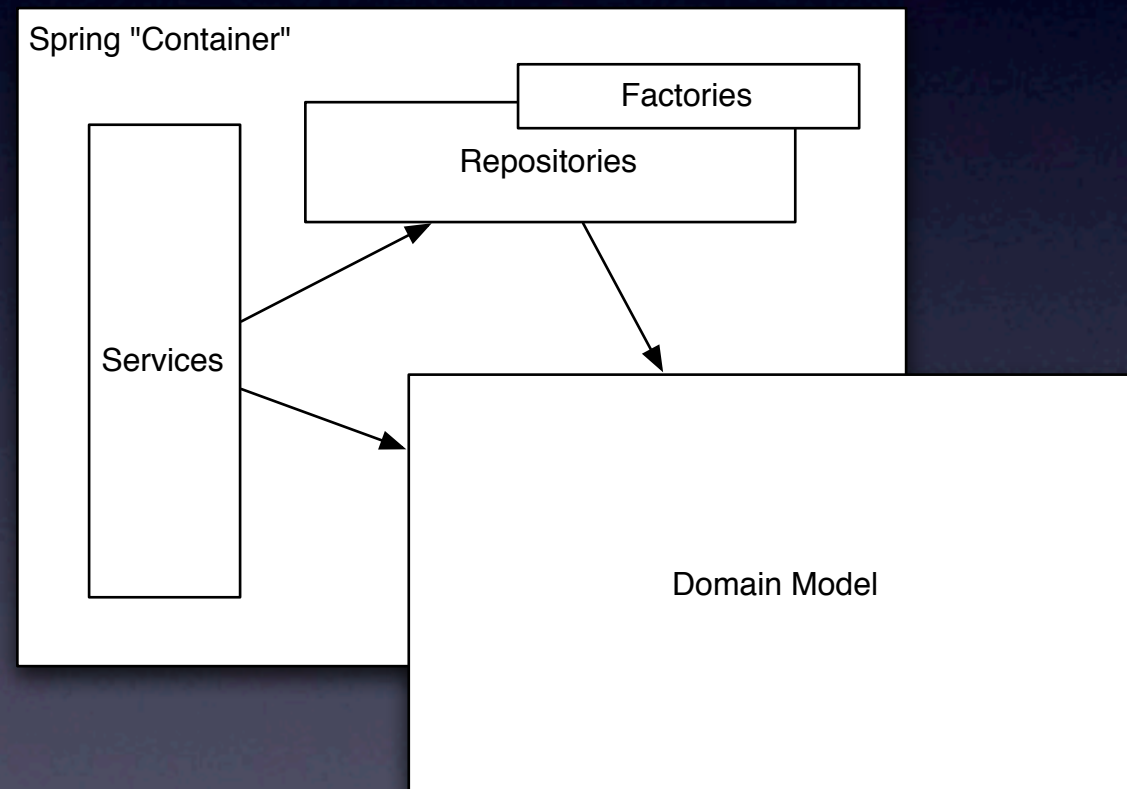 Spring "Container"
Factories
Repositories
Services
Domain Model